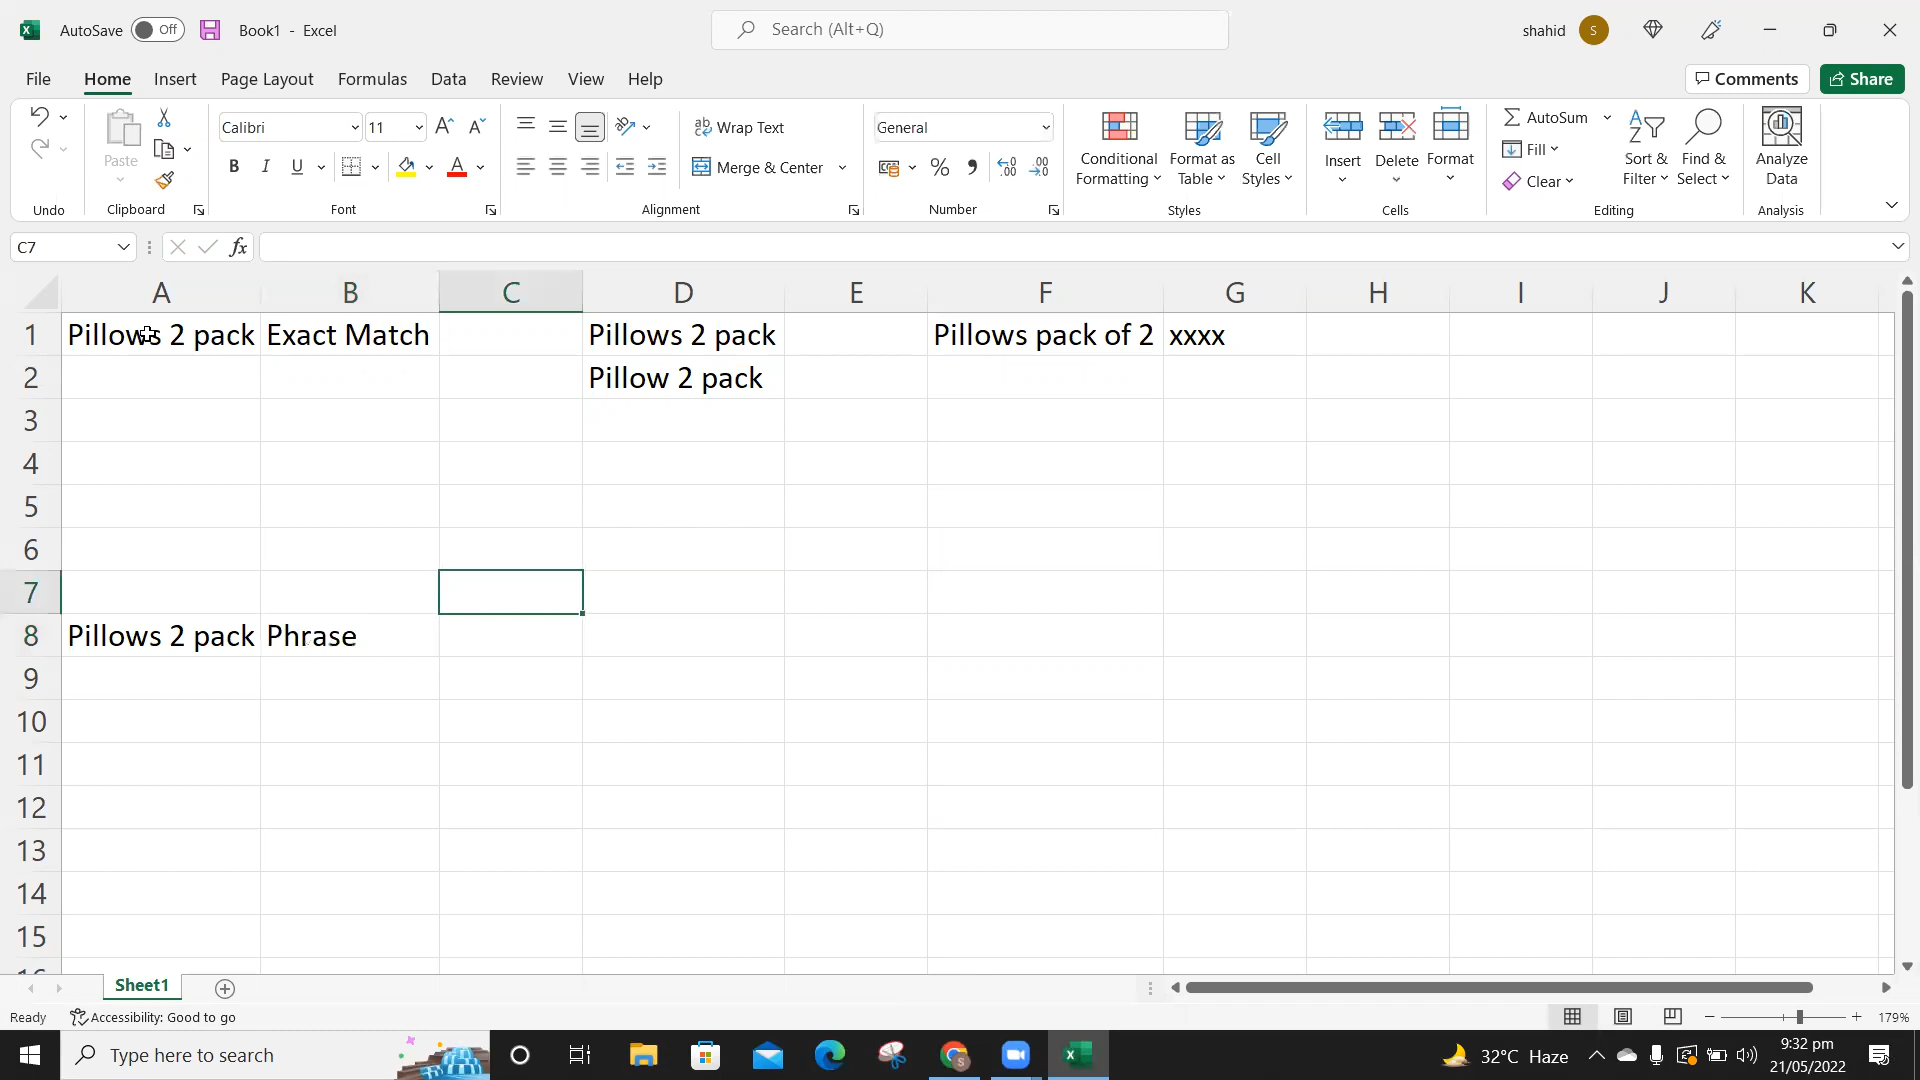 AutoSave Off Book1 - Excel Search (Alt+Q) shahid S
File Home Insert Page Layout Formulas Data Review View Help Comments Share
Undo
Paste
Clipboard
Calibri 11
B I U A
Font
Wrap Text
Merge & Center
Alignment
General
Number
Conditional Formatting
Format as Table
Cell Styles
Styles
Insert Delete Format
Cells
AutoSum
Fill
Clear
Sort & Filter
Find & Select
Editing
Analyze Data
Analysis
C7 fx
A B C D E F G H I J K
1 Pillows 2 pack Exact Match Pillows 2 pack Pillows pack of 2 xxxx
2 Pillow 2 pack
3
4
5
6
7
8 Pillows 2 pack Phrase
9
10
11
12
13
14
15
16
Sheet1
Ready Accessibility: Good to go 179%
Type here to search 32°C Haze 9:32 pm
21/05/2022